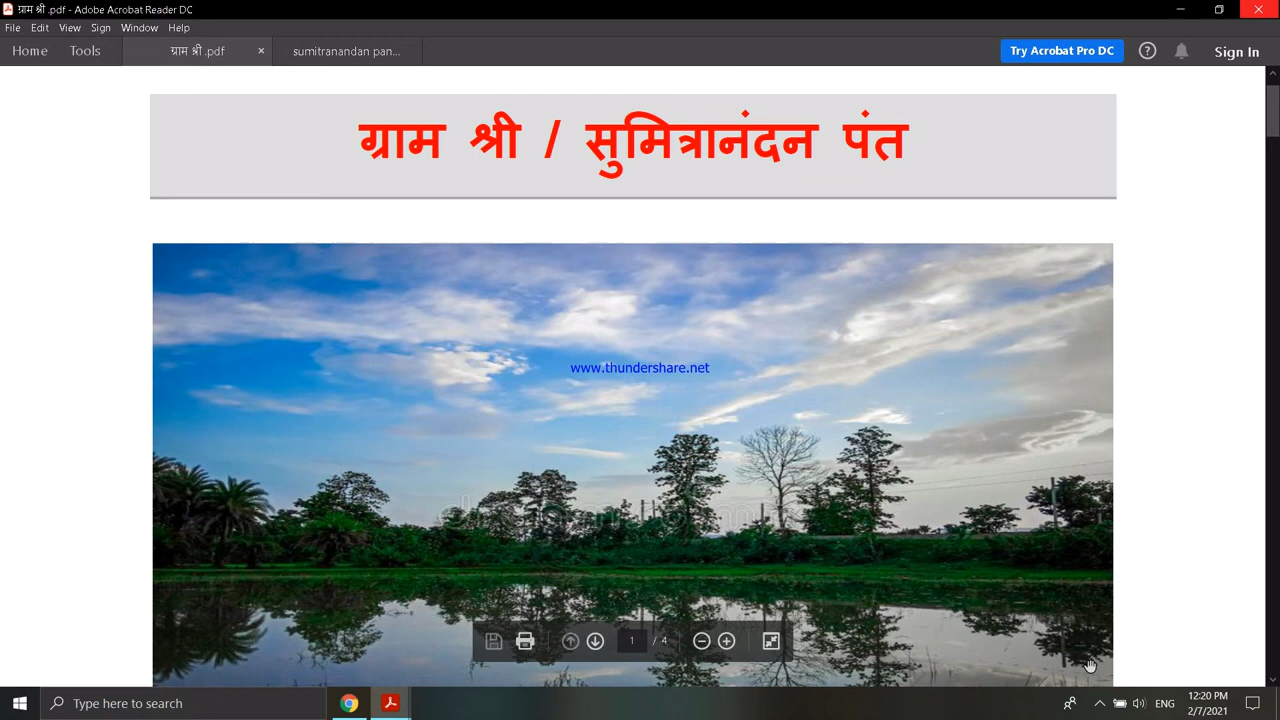 ग्राम श्री .pdf - Adobe Acrobat Reader DC
File Edit View Sign Window Help
Home Tools ग्राम श्री .pdf × sumitranandan pan... Try Acrobat Pro DC Sign In
ग्राम श्री / सुमित्रानंदन पंत
www.thundershare.net
1 / 4
Type here to search
ENG
12:20 PM
2/7/2021